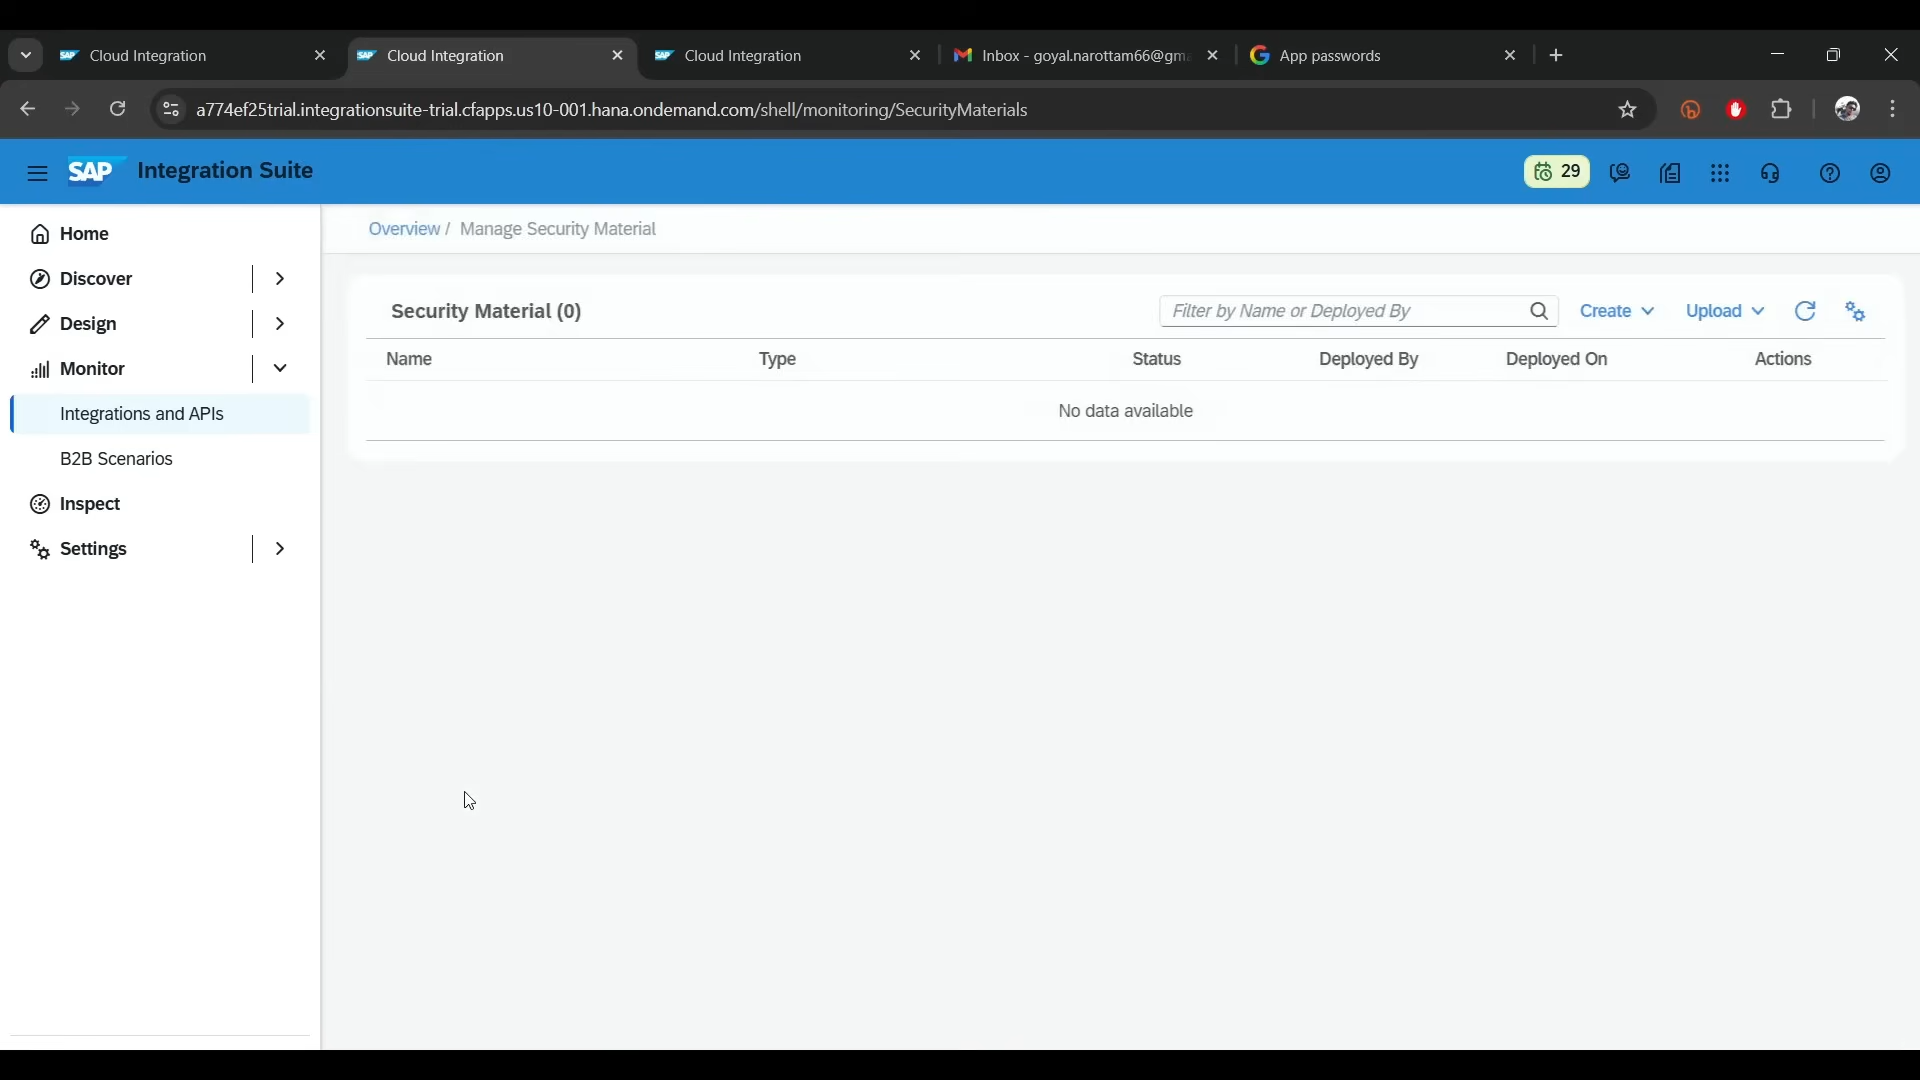 Cloud Integration
Cloud Integration
Cloud Integration
Inbox - goyal.narottam66@gm
App passwords
a774ef25trial.integrationsuite-trial.cfapps.us10-001.hana.ondemand.com/shell/monitoring/SecurityMaterials
SAP Integration Suite
29
Home
Discover
Design
Monitor
Integrations and APIs
B2B Scenarios
Inspect
Settings
Overview / Manage Security Material
Security Material (0)
Filter by Name or Deployed By
Create
Upload
Name Type Status Deployed By Deployed On Actions
No data available